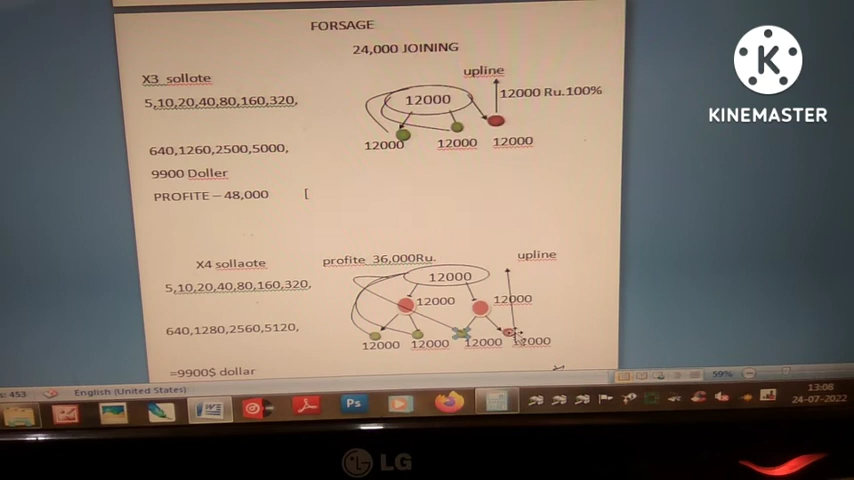 FORSAGE
24,000 JOINING
X3 sollote
upline
5,10,20,40,80,160,320,
12000
12000 Ru.100%
12000
12000
12000
640,1260,2500,5000,
9900 Doller
PROFITE – 48,000
[
X4 sollaote
profite 36,000Ru.
upline
12000
5,10,20,40,80,160,320,
12000
12000
640,1280,2560,5120,
12000
12000
12000
12000
=9900$ dollar
s: 453
English (United States)
59%
13:08
24-07-2022
Ps
W
LG
K
KINEMASTER